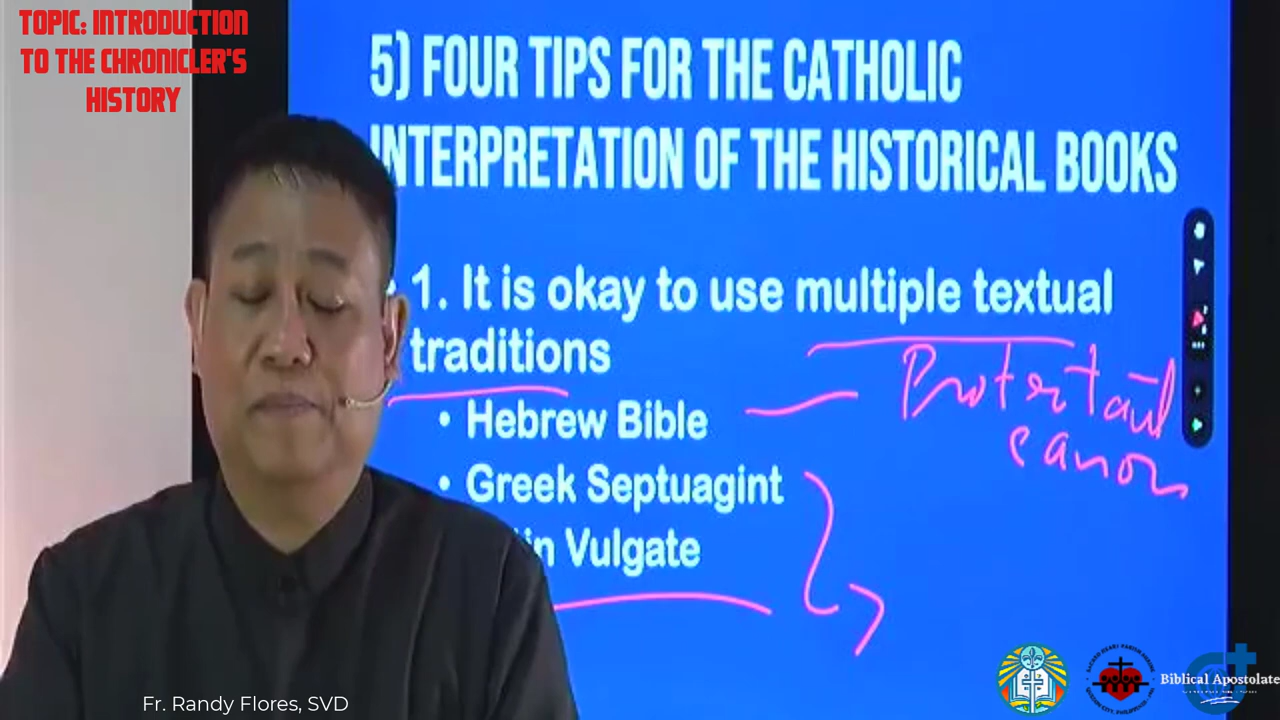 TOPIC: INTRODUCTION
TO THE CHRONICLER'S
HISTORY
5) FOUR TIPS FOR THE CATHOLIC
INTERPRETATION OF THE HISTORICAL BOOKS
1. It is okay to use multiple textual
traditions
• Hebrew Bible
Protestant
canon
• Greek Septuagint
Vulgate
Fr. Randy Flores, SVD
Biblical Apostolate